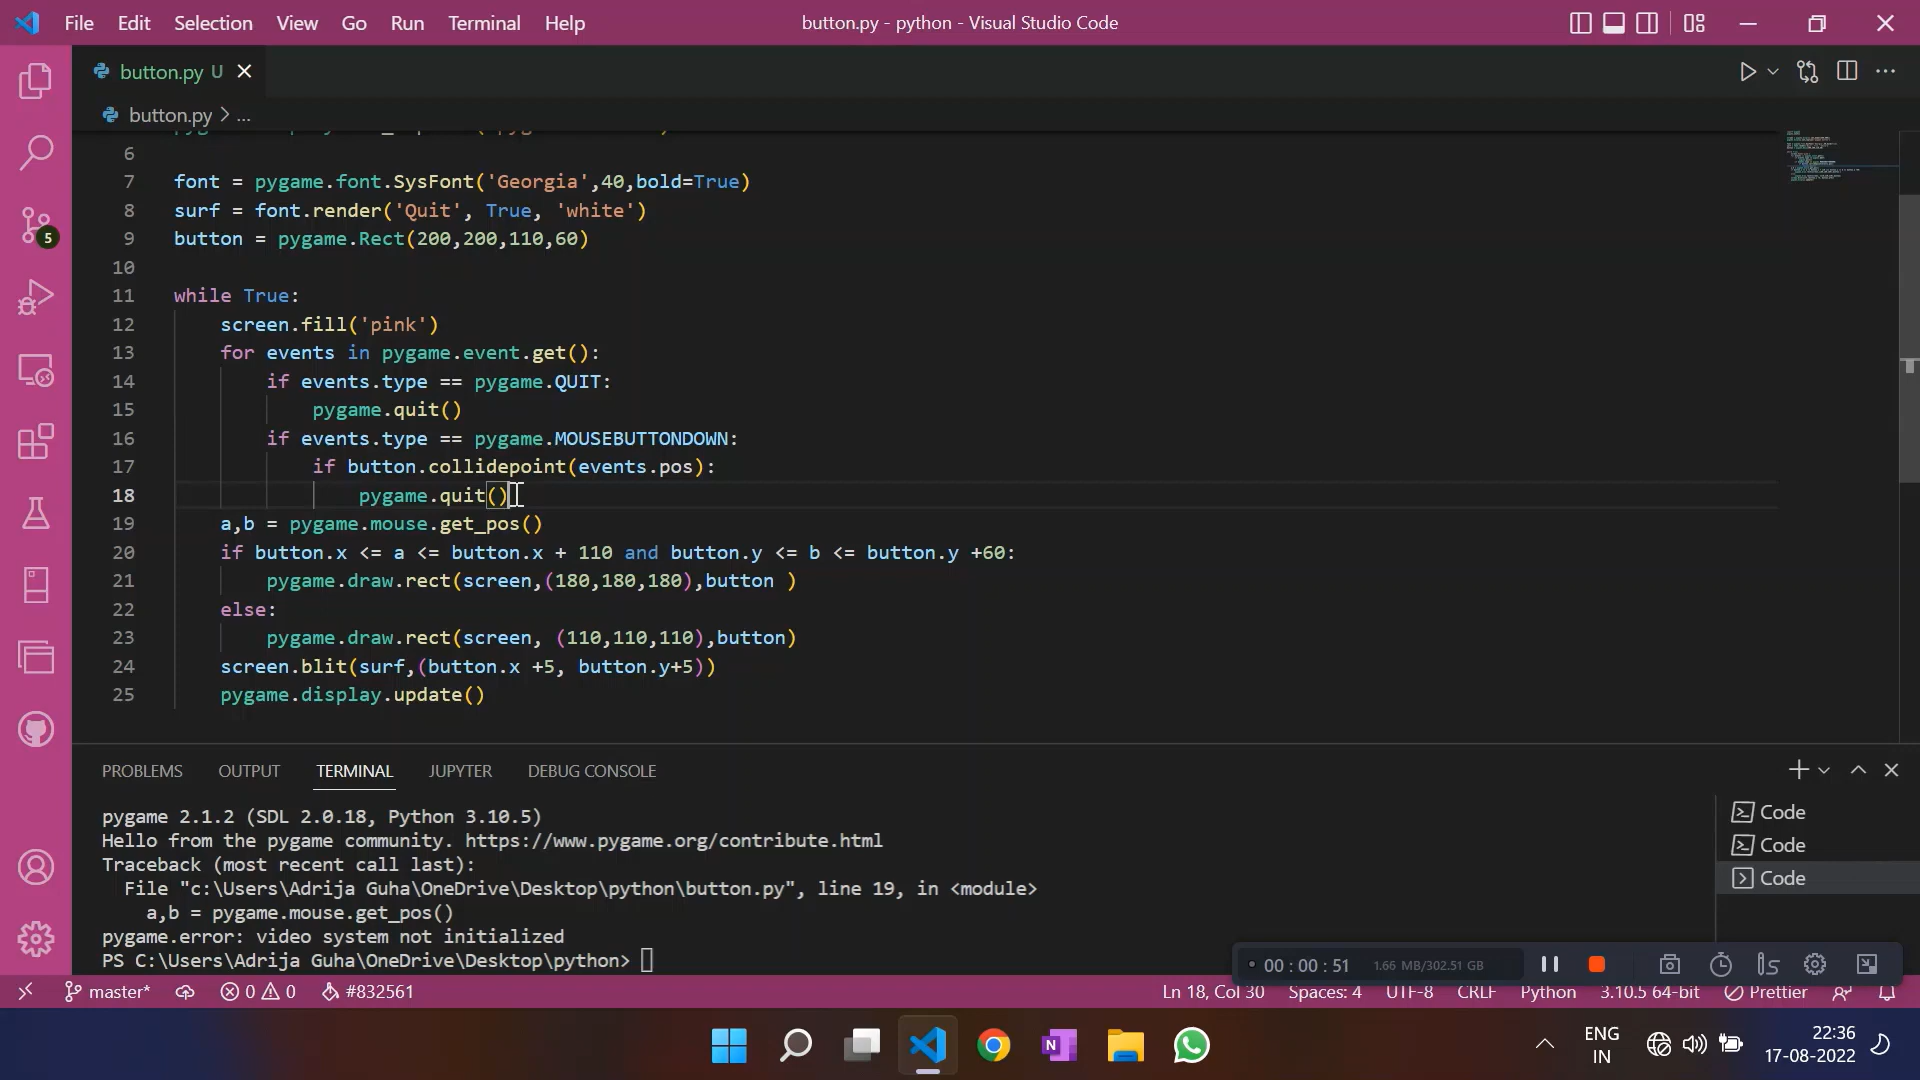 File Edit Selection View Go Run Terminal Help
button.py - python - Visual Studio Code
button.py U
button.py > ...
6
7 font = pygame.font.SysFont('Georgia',40,bold=True)
8 surf = font.render('Quit', True, 'white')
9 button = pygame.Rect(200,200,110,60)
10
11 while True:
12 screen.fill('pink')
13 for events in pygame.event.get():
14 if events.type == pygame.QUIT:
15 pygame.quit()
16 if events.type == pygame.MOUSEBUTTONDOWN:
17 if button.collidepoint(events.pos):
18 pygame.quit()
19 a,b = pygame.mouse.get_pos()
20 if button.x <= a <= button.x + 110 and button.y <= b <= button.y +60:
21 pygame.draw.rect(screen,(180,180,180),button )
22 else:
23 pygame.draw.rect(screen, (110,110,110),button)
24 screen.blit(surf,(button.x +5, button.y+5))
25 pygame.display.update()
5
PROBLEMS OUTPUT TERMINAL JUPYTER DEBUG CONSOLE
pygame 2.1.2 (SDL 2.0.18, Python 3.10.5)
Hello from the pygame community. https://www.pygame.org/contribute.html
Traceback (most recent call last):
File "c:\Users\Adrija Guha\OneDrive\Desktop\python\button.py", line 19, in <module>
a,b = pygame.mouse.get_pos()
pygame.error: video system not initialized
PS C:\Users\Adrija Guha\OneDrive\Desktop\python>
Code
Code
Code
00 : 00 : 51 1.66 MB/302.51 GB
master* 0 0 #832561
Ln 18, Col 30 Spaces: 4 UTF-8 CRLF Python 3.10.5 64-bit Prettier
N
ENG
IN
22:36
17-08-2022